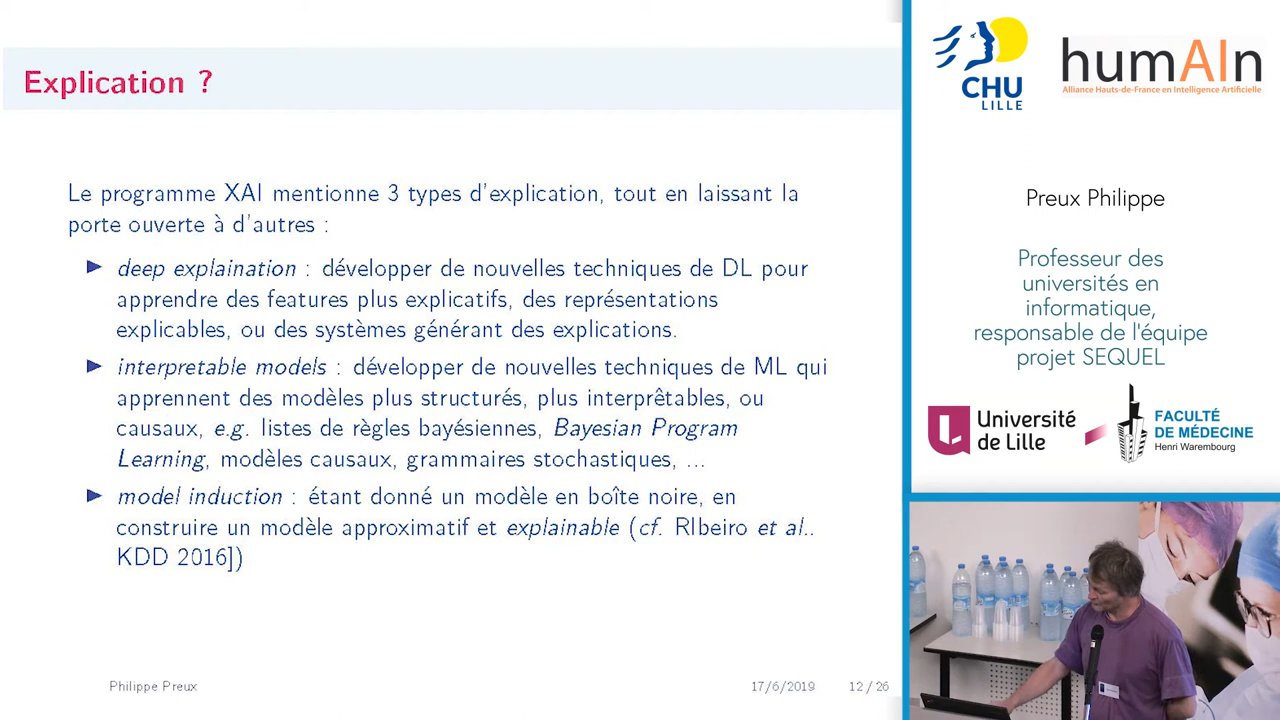 Explication ?
Le programme XAI mentionne 3 types d'explication, tout en laissant la
porte ouverte à d'autres :
deep explaination : développer de nouvelles techniques de DL pour
apprendre des features plus explicatifs, des représentations
explicables, ou des systèmes générant des explications.
interpretable models : développer de nouvelles techniques de ML qui
apprennent des modèles plus structurés, plus interprêtables, ou
causaux, e.g. listes de règles bayésiennes, Bayesian Program
Learning, modèles causaux, grammaires stochastiques, ...
model induction : étant donné un modèle en boîte noire, en
construire un modèle approximatif et explainable (cf. RIbeiro et al..
KDD 2016])
Philippe Preux
17/6/2019
12 / 26
CHU
LILLE
humAIn
Alliance Hauts-de-France en Intelligence Artificielle
Preux Philippe
Professeur des
universités en
informatique,
responsable de l'équipe
projet SEQUEL
Université
de Lille
FACULTÉ
DE MÉDECINE
Henri Warembourg